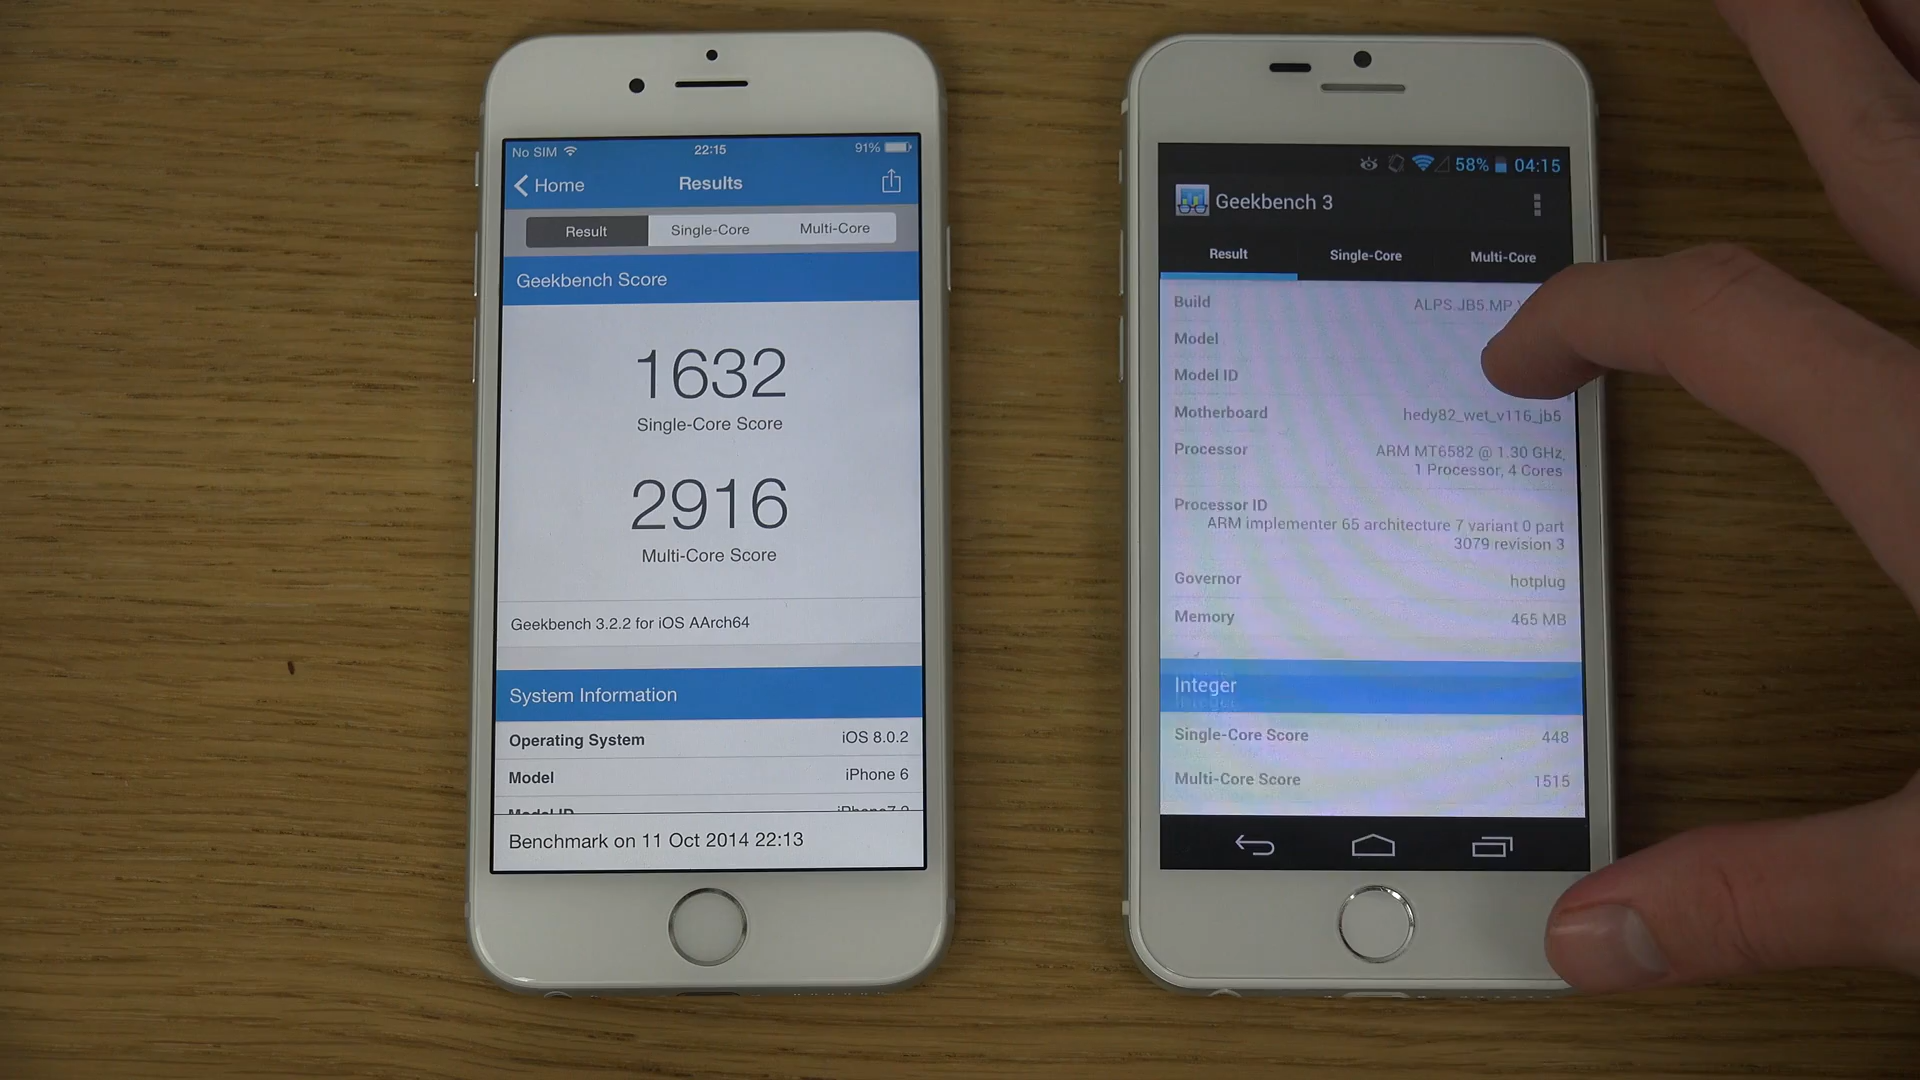 No SIM 22:15 91%
Home Results
Result Single-Core Multi-Core
Geekbench Score
1632
Single-Core Score
2916
Multi-Core Score
Geekbench 3.2.2 for iOS AArch64
System Information
Operating System iOS 8.0.2
Model iPhone 6
Model ID iPhone7,2
Benchmark on 11 Oct 2014 22:13
58% 04:15
Geekbench 3
Result Single-Core Multi-Core
Build ALPS.JB5.MP
Model
Model ID
Motherboard hedy82_wet_v116_jb5
Processor ARM MT6582 @ 1.30 GHz,
1 Processor, 4 Cores
Processor ID
ARM implementer 65 architecture 7 variant 0 part
3079 revision 3
Governor hotplug
Memory 465 MB
Integer
Single-Core Score 448
Multi-Core Score 1515